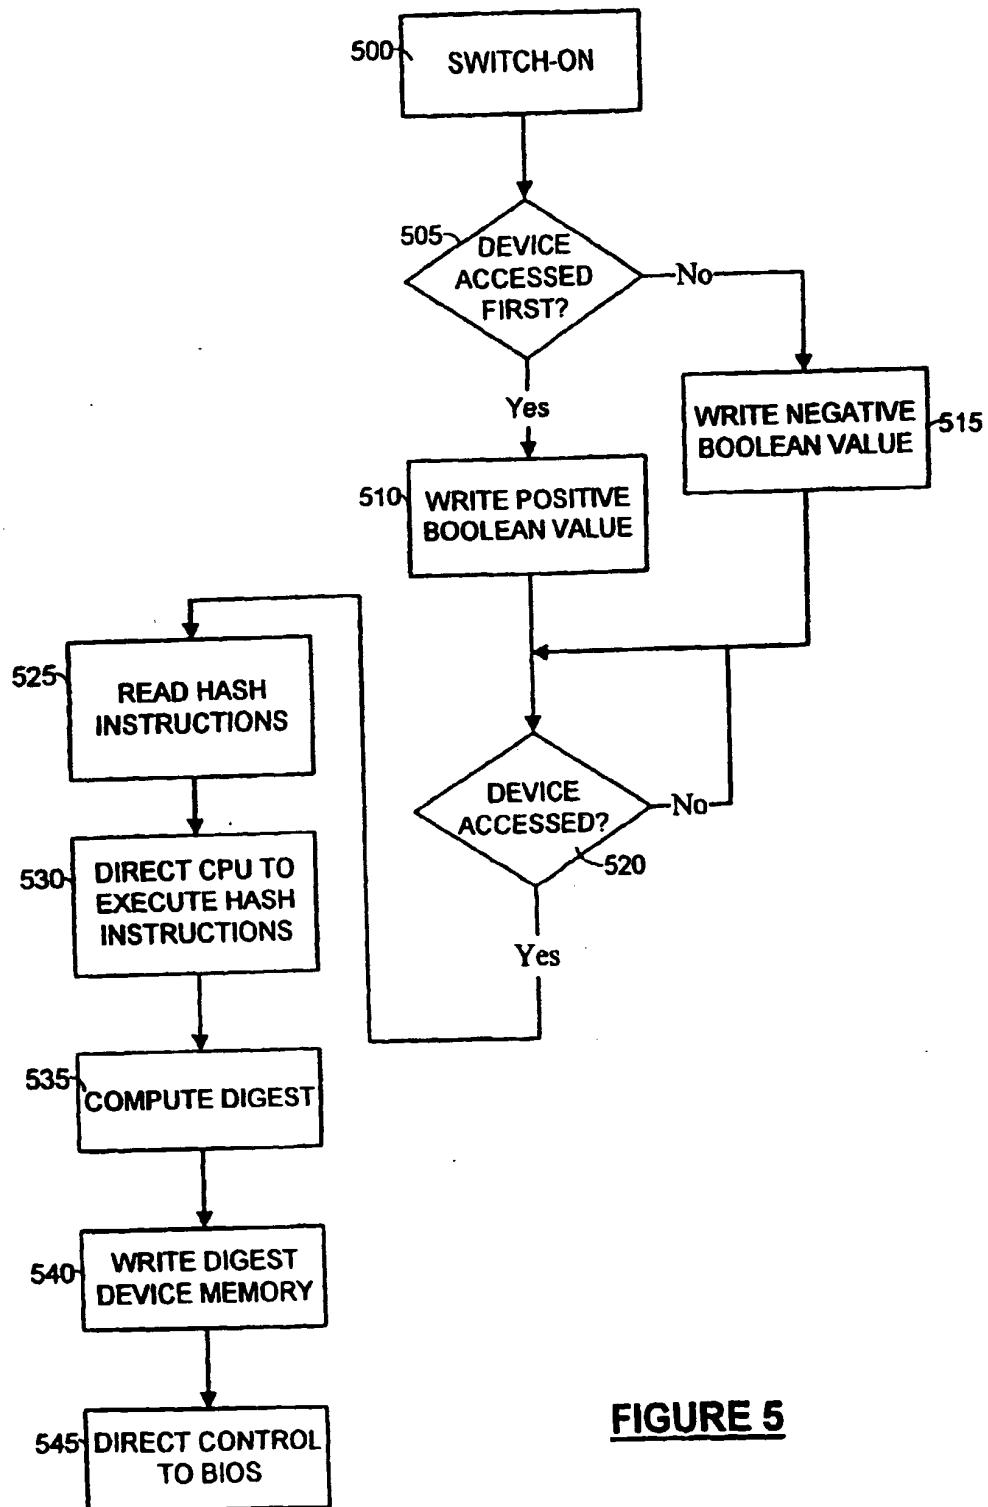 500
SWITCH-ON
505
DEVICE
ACCESSED
FIRST?
No
Yes
WRITE NEGATIVE
BOOLEAN VALUE
515
510
WRITE POSITIVE
BOOLEAN VALUE
525
READ HASH
INSTRUCTIONS
DEVICE
ACCESSED?
No
520
Yes
530
DIRECT CPU TO
EXECUTE HASH
INSTRUCTIONS
535
COMPUTE DIGEST
540
WRITE DIGEST
DEVICE MEMORY
545
DIRECT CONTROL
TO BIOS
FIGURE 5